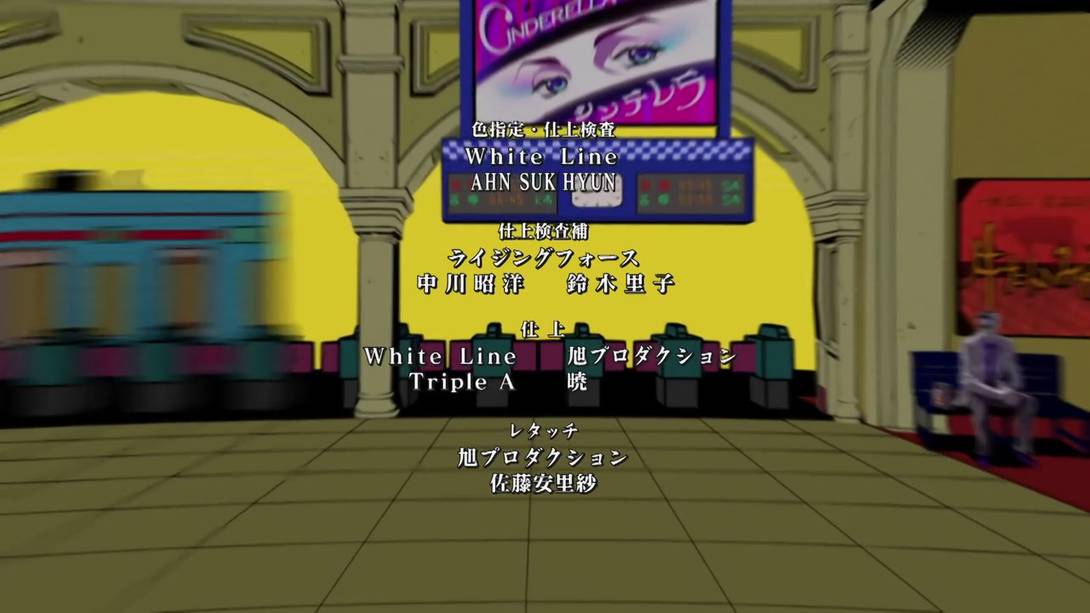 CINDERELLA
シンデレラ
色指定・仕上検査
White Line
AHN SUK HYUN
仕上検査補
ライジングフォース
中川昭洋　鈴木里子
仕上
White Line　旭プロダクション
Triple A　暁
レタッチ
旭プロダクション
佐藤安里紗